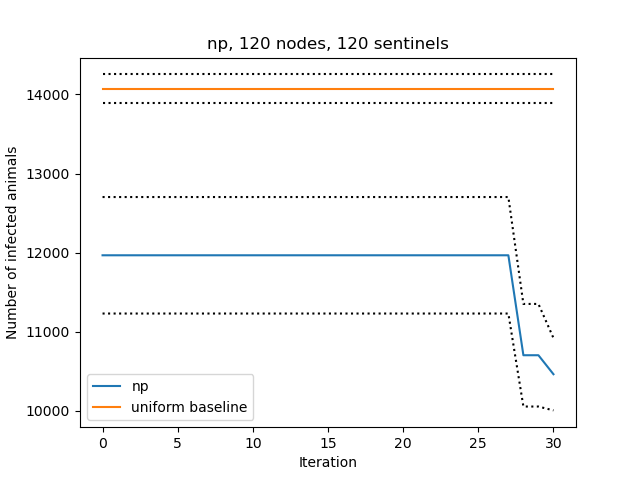 np, 120 nodes, 120 sentinels
Number of infected animals
14000
13000
12000
11000
10000
np
uniform baseline
0 5 10 15 20 25 30
Iteration